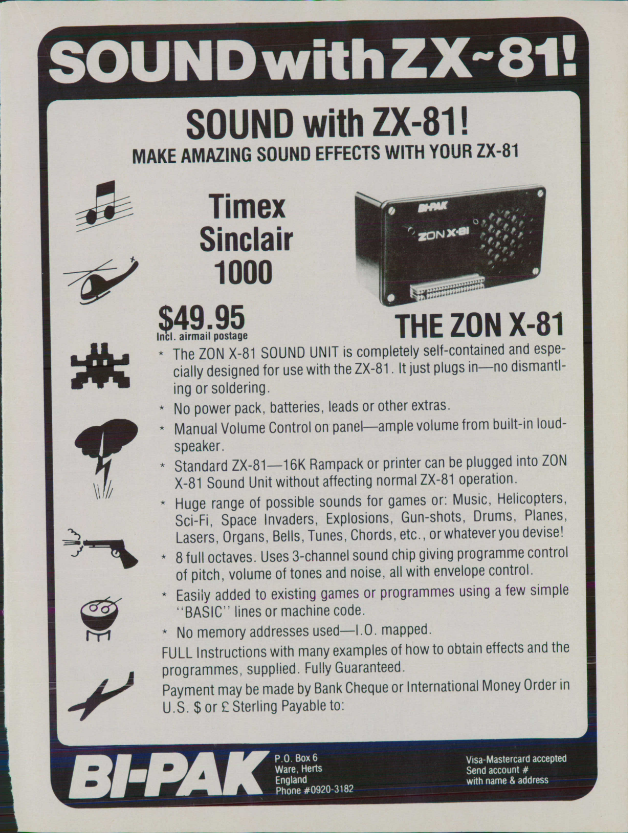 SOUND with ZX~81!
SOUND with ZX-81!
MAKE AMAZING SOUND EFFECTS WITH YOUR ZX-81
Timex
Sinclair
1000
BI-PAK
ZON X-81
$49.95
Incl. airmail postage
THE ZON X-81
* The ZON X-81 SOUND UNIT is completely self-contained and espe-
cially designed for use with the ZX-81. It just plugs in—no dismantl-
ing or soldering.
* No power pack, batteries, leads or other extras.
* Manual Volume Control on panel—ample volume from built-in loud-
speaker.
* Standard ZX-81—16K Rampack or printer can be plugged into ZON
X-81 Sound Unit without affecting normal ZX-81 operation.
* Huge range of possible sounds for games or: Music, Helicopters,
Sci-Fi, Space Invaders, Explosions, Gun-shots, Drums, Planes,
Lasers, Organs, Bells, Tunes, Chords, etc., or whatever you devise!
* 8 full octaves. Uses 3-channel sound chip giving programme control
of pitch, volume of tones and noise, all with envelope control.
* Easily added to existing games or programmes using a few simple
"BASIC" lines or machine code.
* No memory addresses used—I.O. mapped.
FULL Instructions with many examples of how to obtain effects and the
programmes, supplied. Fully Guaranteed.
Payment may be made by Bank Cheque or International Money Order in
U.S. $ or £ Sterling Payable to:
BI-PAK
P.O. Box 6
Ware, Herts
England
Phone #0920-3182
Visa-Mastercard accepted
Send account #
with name & address